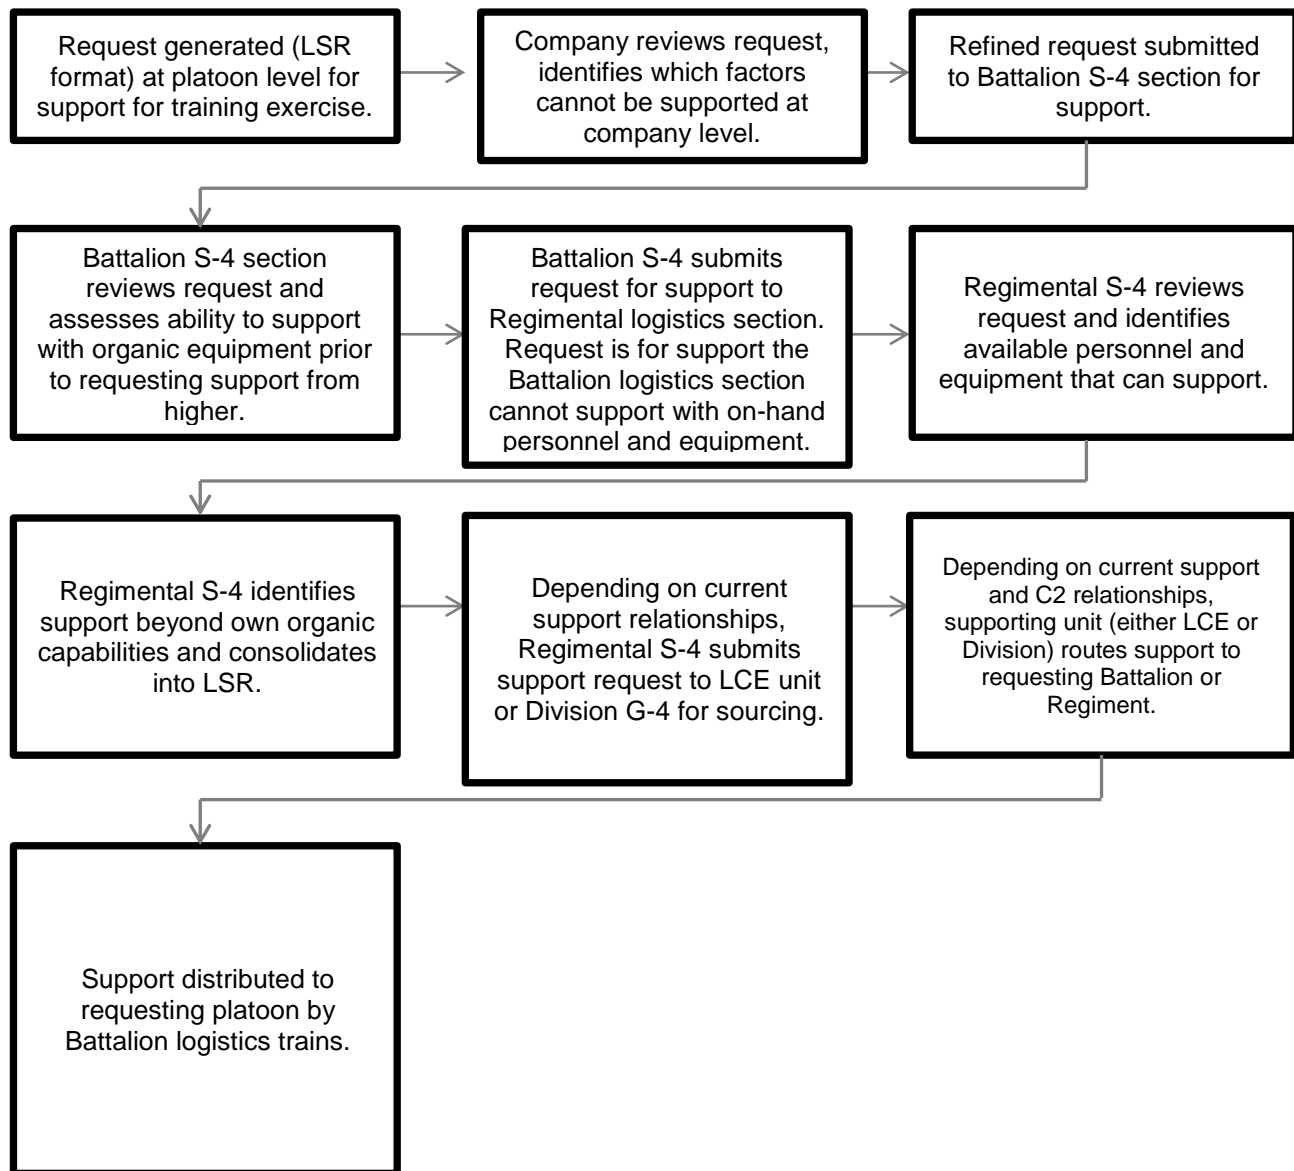 Request generated (LSR
format) at platoon level for
support for training exercise.
Company reviews request,
identifies which factors
cannot be supported at
company level.
Refined request submitted
to Battalion S-4 section for
support.
Battalion S-4 section
reviews request and
assesses ability to support
with organic equipment prior
to requesting support from
higher.
Battalion S-4 submits
request for support to
Regimental logistics section.
Request is for support the
Battalion logistics section
cannot support with on-hand
personnel and equipment.
Regimental S-4 reviews
request and identifies
available personnel and
equipment that can support.
Regimental S-4 identifies
support beyond own organic
capabilities and consolidates
into LSR.
Depending on current
support relationships,
Regimental S-4 submits
support request to LCE unit
or Division G-4 for sourcing.
Depending on current support
and C2 relationships,
supporting unit (either LCE or
Division) routes support to
requesting Battalion or
Regiment.
Support distributed to
requesting platoon by
Battalion logistics trains.